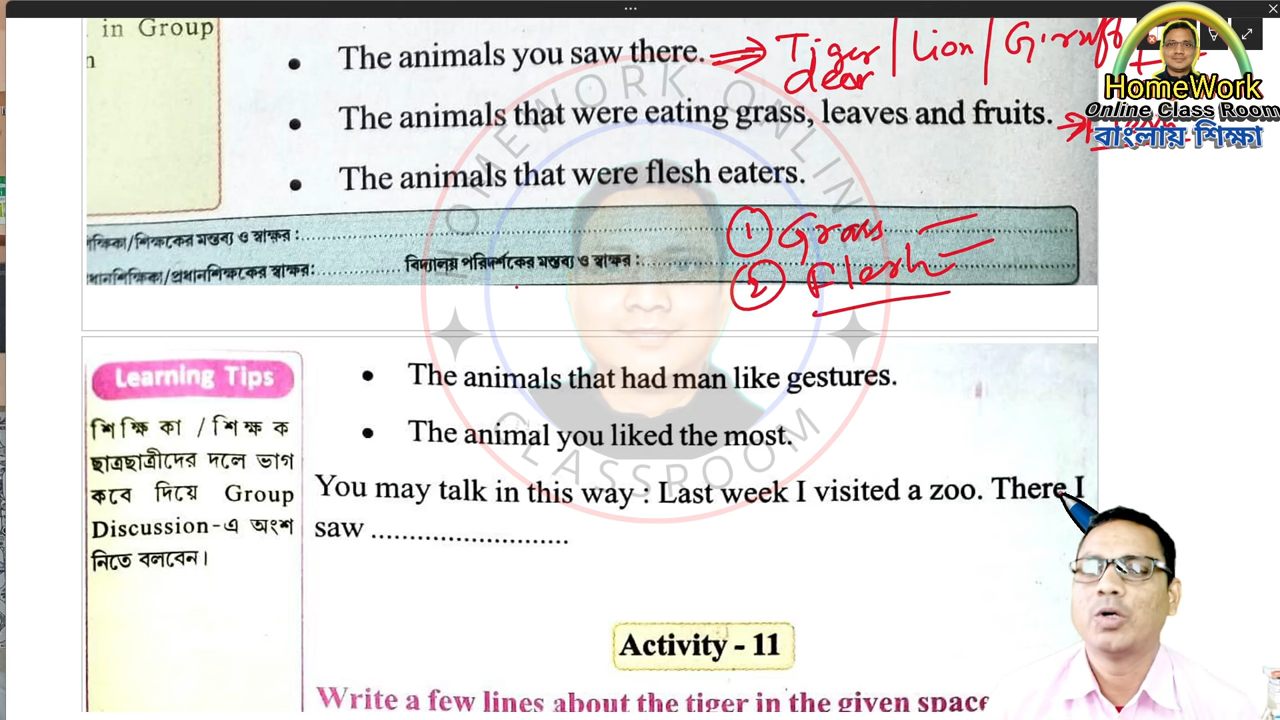 in Group
The animals you saw there. Tiger / Lion / Giraf
dear
The animals that were eating grass, leaves and fruits.
The animals that were flesh eaters.
① Grass
② Flesh
শিক্ষিকা/শিক্ষকের মন্তব্য ও স্বাক্ষর :
প্রধানশিক্ষিকা/প্রধানশিক্ষকের স্বাক্ষর: বিদ্যালয় পরিদর্শকের মন্তব্য ও স্বাক্ষর :
HomeWork
Online Class Room
বাংলায় শিক্ষা
HOMEWORK ONLINE
CLASSROOM
Learning Tips
শিক্ষিকা / শিক্ষক
ছাত্রছাত্রীদের দলে ভাগ
করে দিয়ে Group
Discussion-এ অংশ
নিতে বলবেন।
• The animals that had man like gestures.
• The animal you liked the most.
You may talk in this way : Last week I visited a zoo. There I
saw ..........................
Activity - 11
Write a few lines about the tiger in the given space